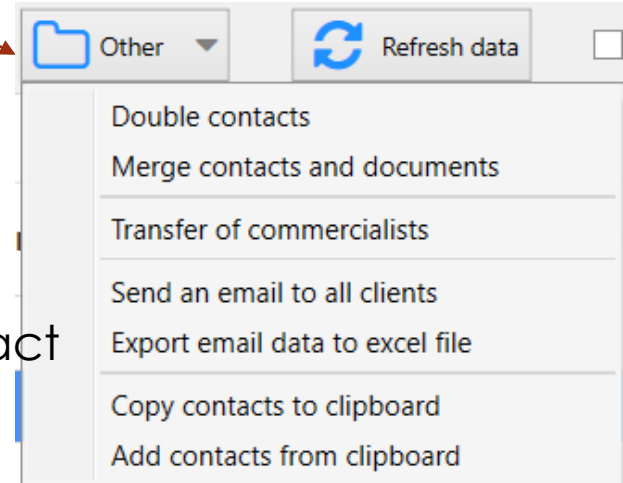 Other
Refresh data
Double contacts
Merge contacts and documents
Transfer of commercialists
Send an email to all clients
act
Export email data to excel file
Copy contacts to clipboard
Add contacts from clipboard